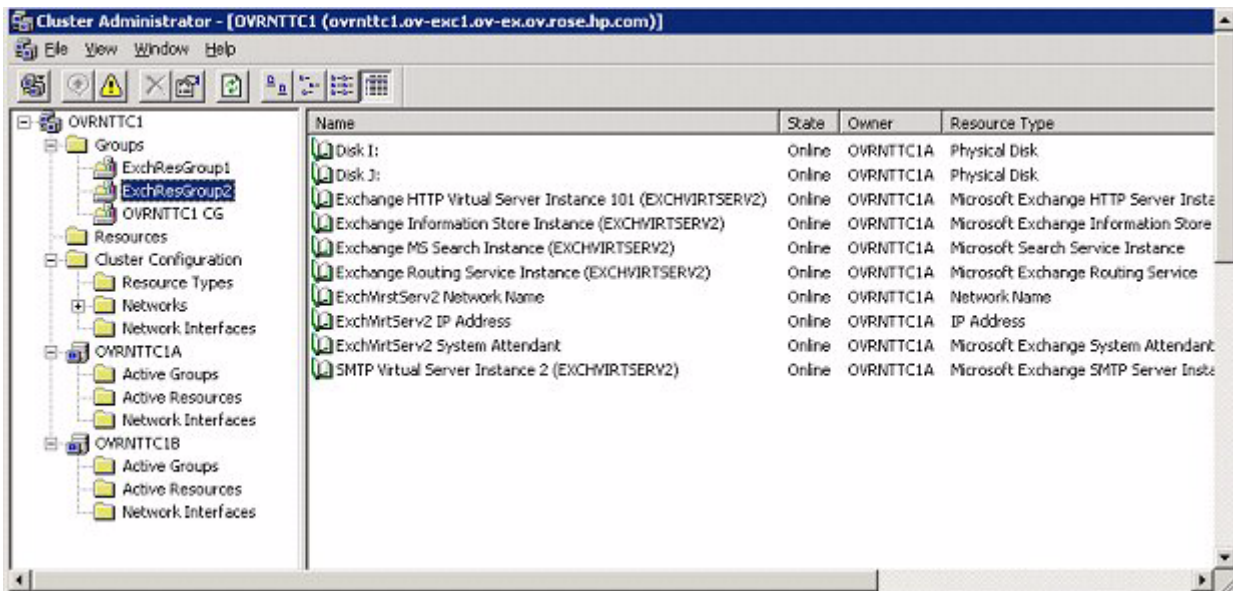 Cluster Administrator - [OVRNTTC1 (ovrnttc1.ov-exc1.ov-ex.ov.rose.hp.com)]
File View Window Help
OVRNTTC1
Groups
ExchResGroup1
ExchResGroup2
OVRNTTC1 CG
Resources
Cluster Configuration
Resource Types
Networks
Network Interfaces
OVRNTTC1A
Active Groups
Active Resources
Network Interfaces
OVRNTTC1B
Active Groups
Active Resources
Network Interfaces
Name State Owner Resource Type
Disk I: Online OVRNTTC1A Physical Disk
Disk J: Online OVRNTTC1A Physical Disk
Exchange HTTP Virtual Server Instance 101 (EXCHVIRTSERV2) Online OVRNTTC1A Microsoft Exchange HTTP Server Insta
Exchange Information Store Instance (EXCHVIRTSERV2) Online OVRNTTC1A Microsoft Exchange Information Store
Exchange MS Search Instance (EXCHVIRTSERV2) Online OVRNTTC1A Microsoft Search Service Instance
Exchange Routing Service Instance (EXCHVIRTSERV2) Online OVRNTTC1A Microsoft Exchange Routing Service
ExchVirstServ2 Network Name Online OVRNTTC1A Network Name
ExchVirtServ2 IP Address Online OVRNTTC1A IP Address
ExchVirtServ2 System Attendant Online OVRNTTC1A Microsoft Exchange System Attendant
SMTP Virtual Server Instance 2 (EXCHVIRTSERV2) Online OVRNTTC1A Microsoft Exchange SMTP Server Insta